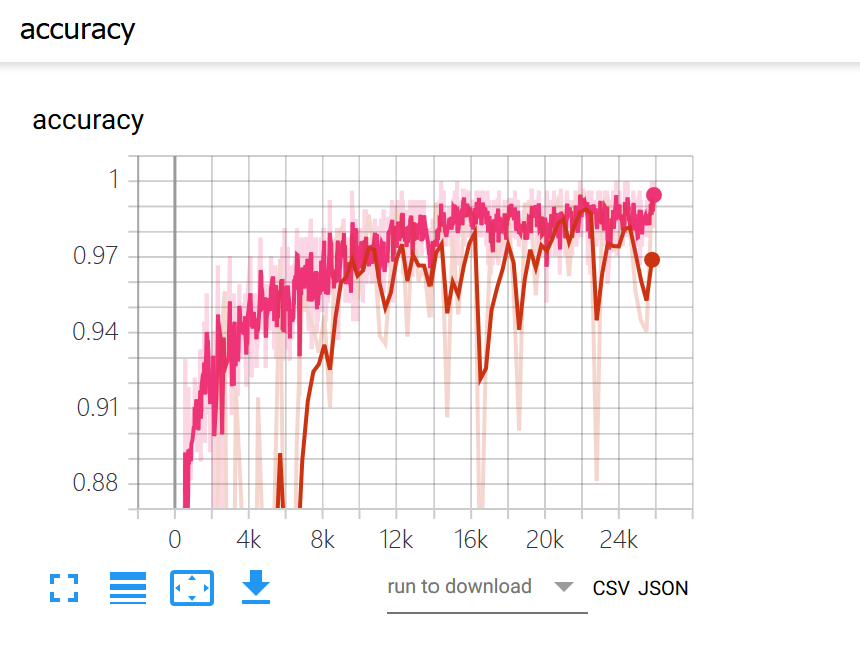 accuracy
accuracy
1
0.97
0.94
0.91
0.88
0 4k 8k 12k 16k 20k 24k
run to download CSV JSON